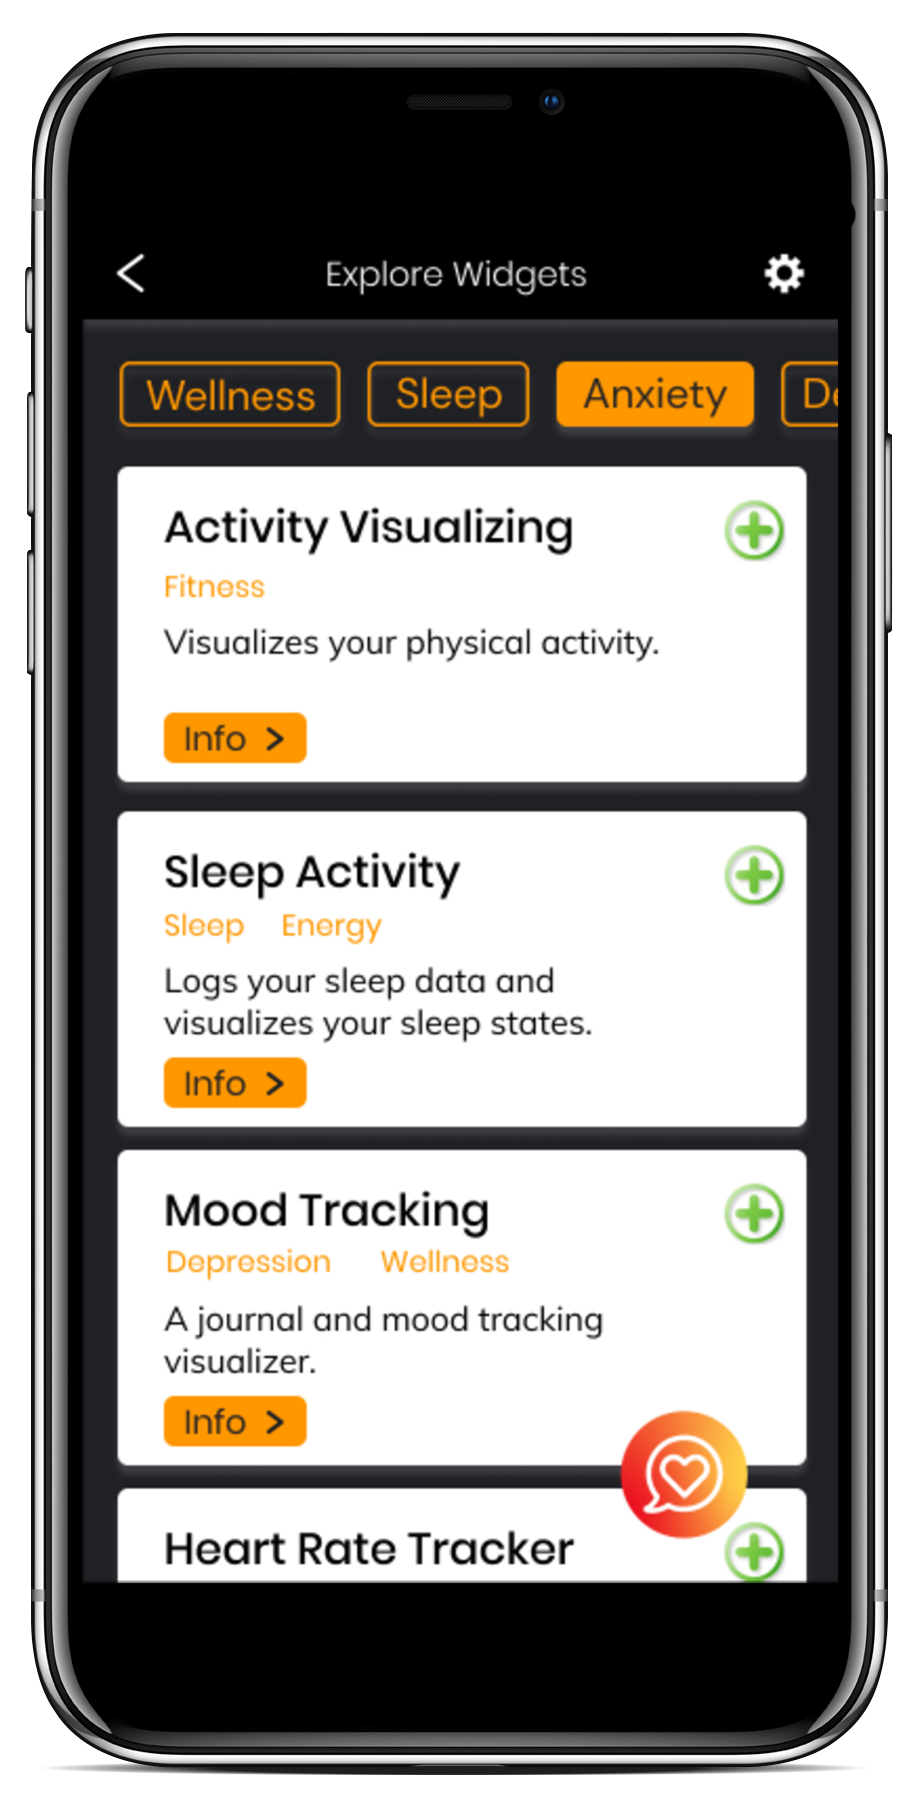 Explore Widgets
Wellness Sleep Anxiety De
Activity Visualizing
Fitness
Visualizes your physical activity.
Info >
Sleep Activity
Sleep Energy
Logs your sleep data and
visualizes your sleep states.
Info >
Mood Tracking
Depression Wellness
A journal and mood tracking
visualizer.
Info >
Heart Rate Tracker